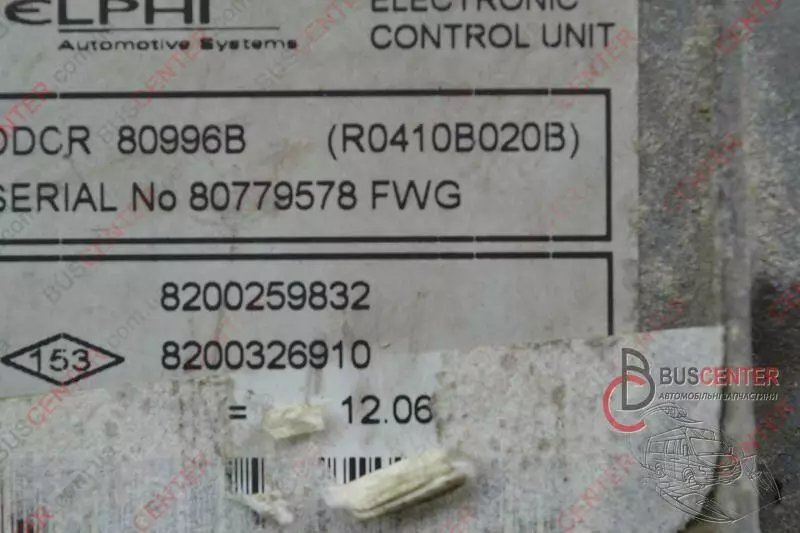 ELPHI
Automotive Systems
ELECTRONIC
CONTROL UNIT
DDCR 80996B (R0410B020B)
SERIAL No 80779578 FWG
8200259832
153
8200326910
= 12.06
BUSCENTER
АВТОМОБІЛЬНІ ЗАПЧАСТИНИ